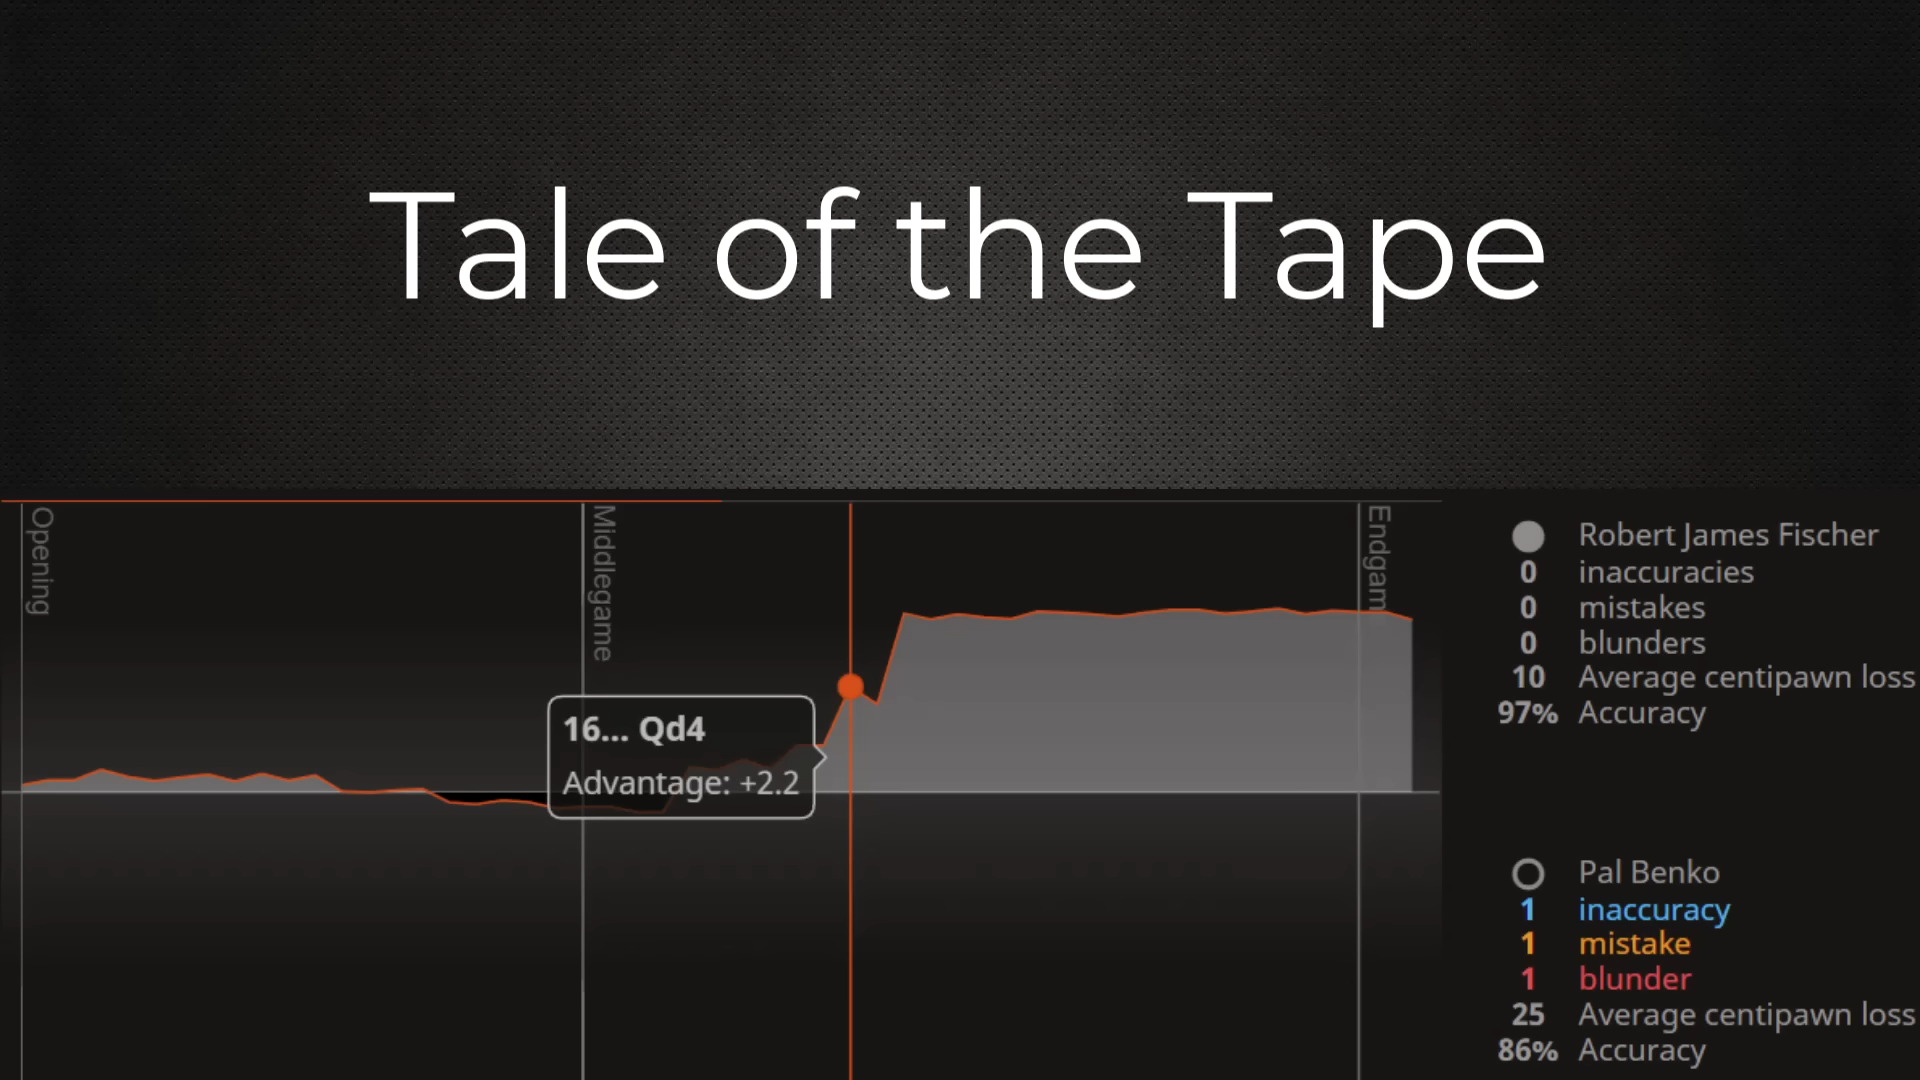 Tale of the Tape
Opening
Middlegame
Endgam
16... Qd4
Advantage: +2.2
Robert James Fischer
0 inaccuracies
0 mistakes
0 blunders
10 Average centipawn loss
97% Accuracy
Pal Benko
1 inaccuracy
1 mistake
1 blunder
25 Average centipawn loss
86% Accuracy